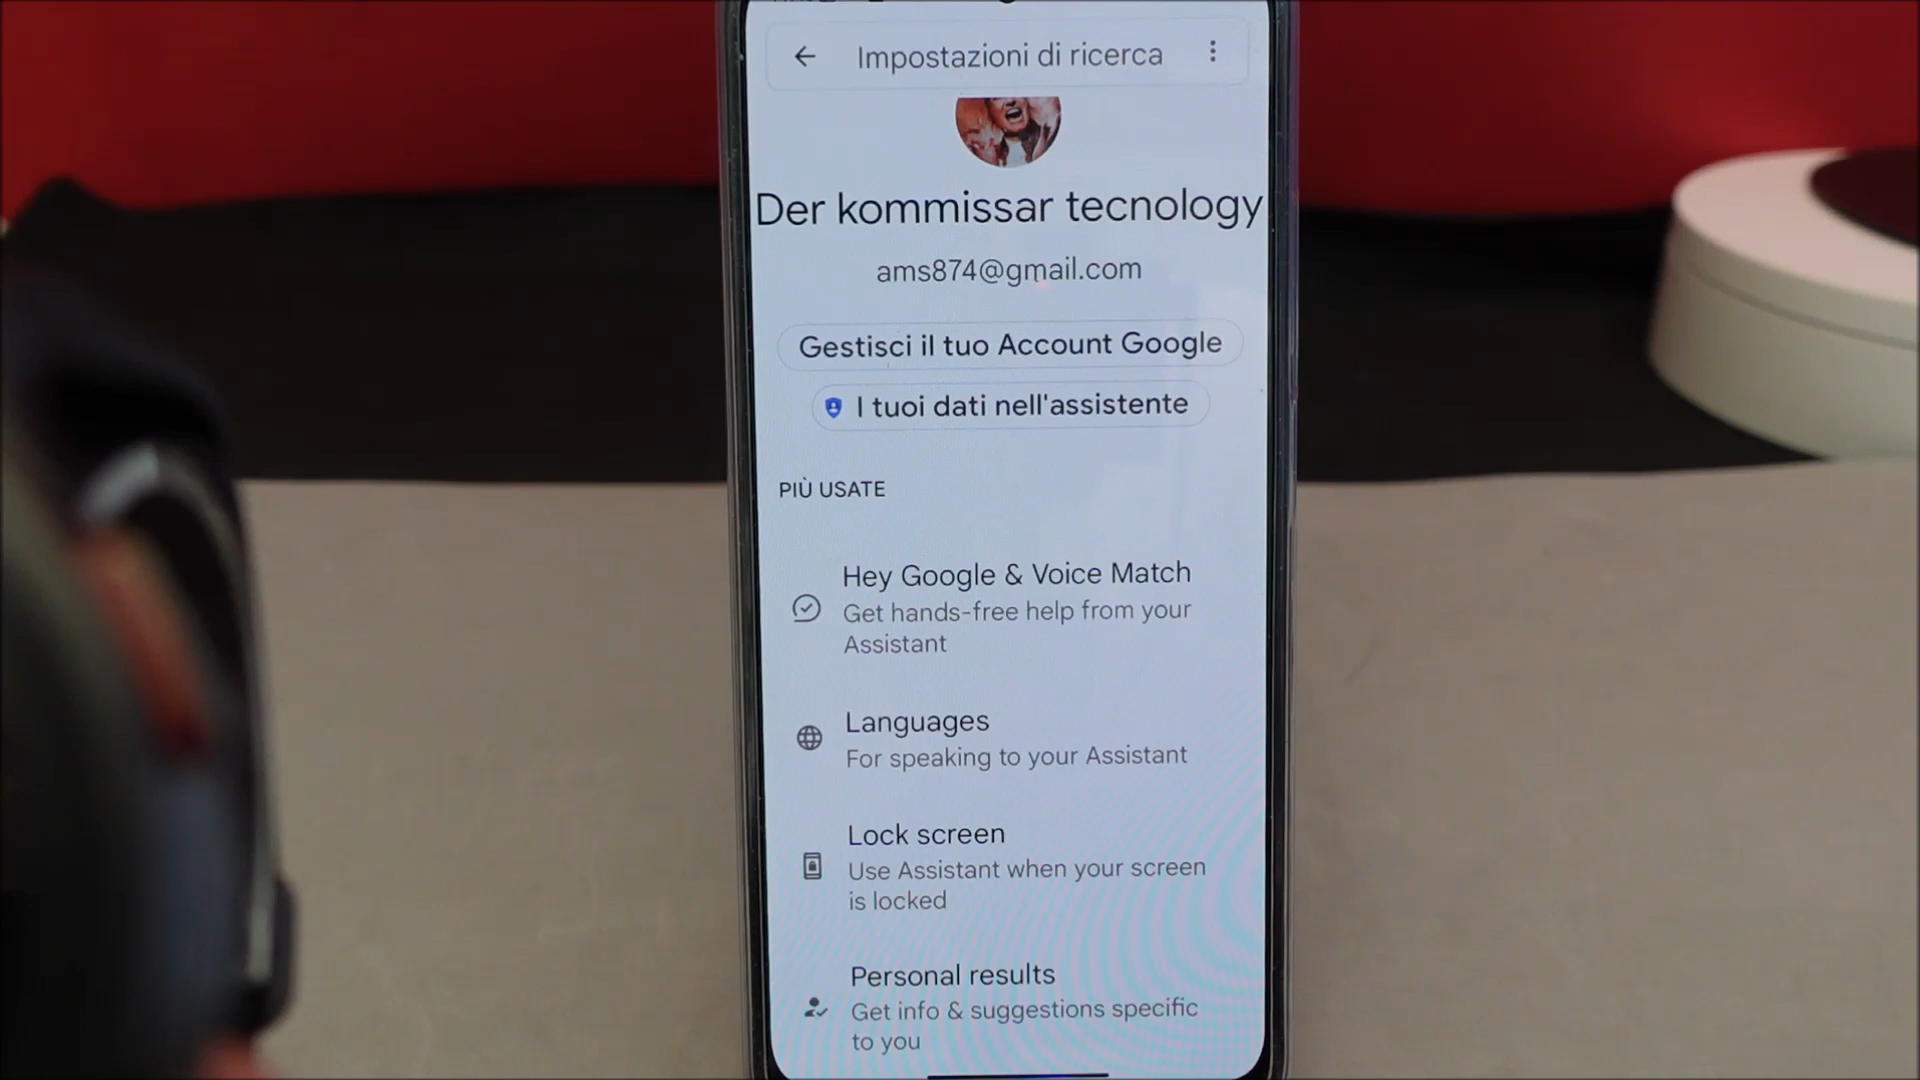 Impostazioni di ricerca
Der kommissar tecnology
ams874@gmail.com
Gestisci il tuo Account Google
I tuoi dati nell'assistente
PIÙ USATE
Hey Google & Voice Match
Get hands-free help from your
Assistant
Languages
For speaking to your Assistant
Lock screen
Use Assistant when your screen
is locked
Personal results
Get info & suggestions specific
to you